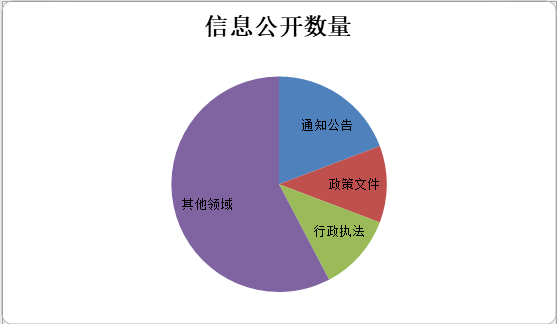 信息公开数量
通知公告
政策文件
行政执法
其他领域